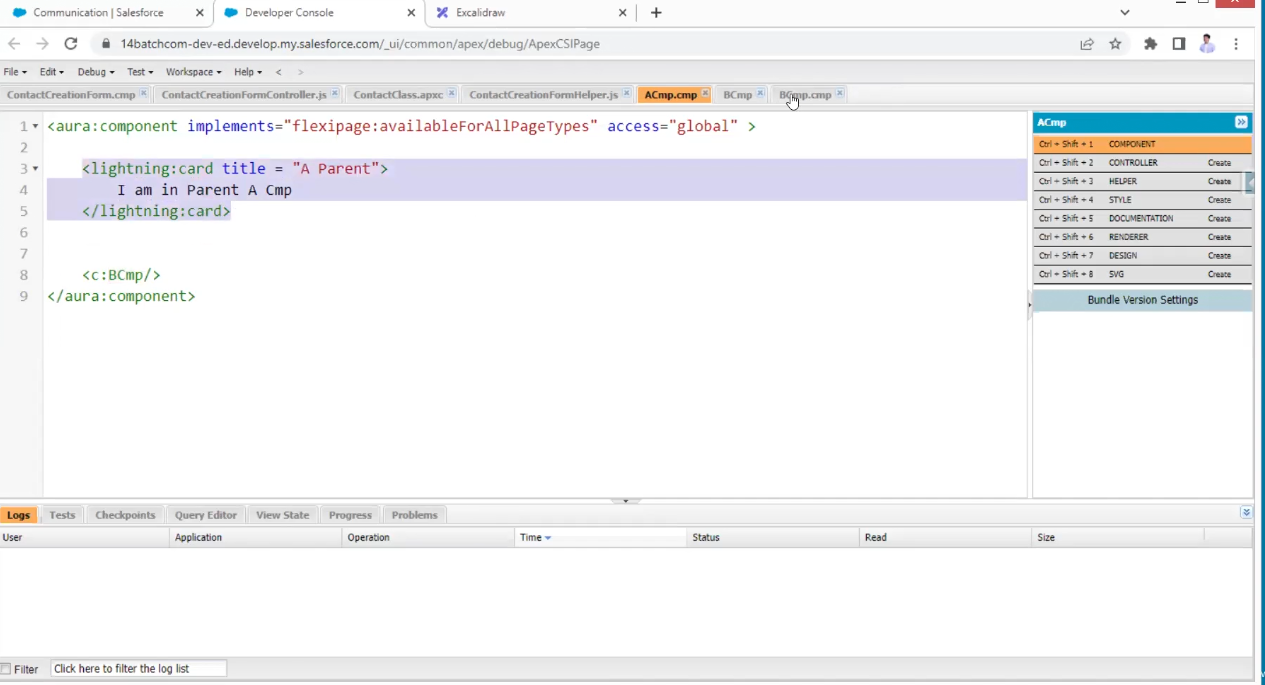 Communication | Salesforce
Developer Console
Excalidraw
14batchcom-dev-ed.develop.my.salesforce.com/_ui/common/apex/debug/ApexCSIPage
File Edit Debug Test Workspace Help < >
ContactCreationForm.cmp ContactCreationFormController.js ContactClass.apxc ContactCreationFormHelper.js ACmp.cmp BCmp BCmp.cmp
1 <aura:component implements="flexipage:availableForAllPageTypes" access="global" >
2
3 <lightning:card title = "A Parent">
4 I am in Parent A Cmp
5 </lightning:card>
6
7
8 <c:BCmp/>
9 </aura:component>
ACmp
Ctrl + Shift + 1 COMPONENT
Ctrl + Shift + 2 CONTROLLER Create
Ctrl + Shift + 3 HELPER Create
Ctrl + Shift + 4 STYLE Create
Ctrl + Shift + 5 DOCUMENTATION Create
Ctrl + Shift + 6 RENDERER Create
Ctrl + Shift + 7 DESIGN Create
Ctrl + Shift + 8 SVG Create
Bundle Version Settings
Logs Tests Checkpoints Query Editor View State Progress Problems
User Application Operation Time Status Read Size
Filter Click here to filter the log list